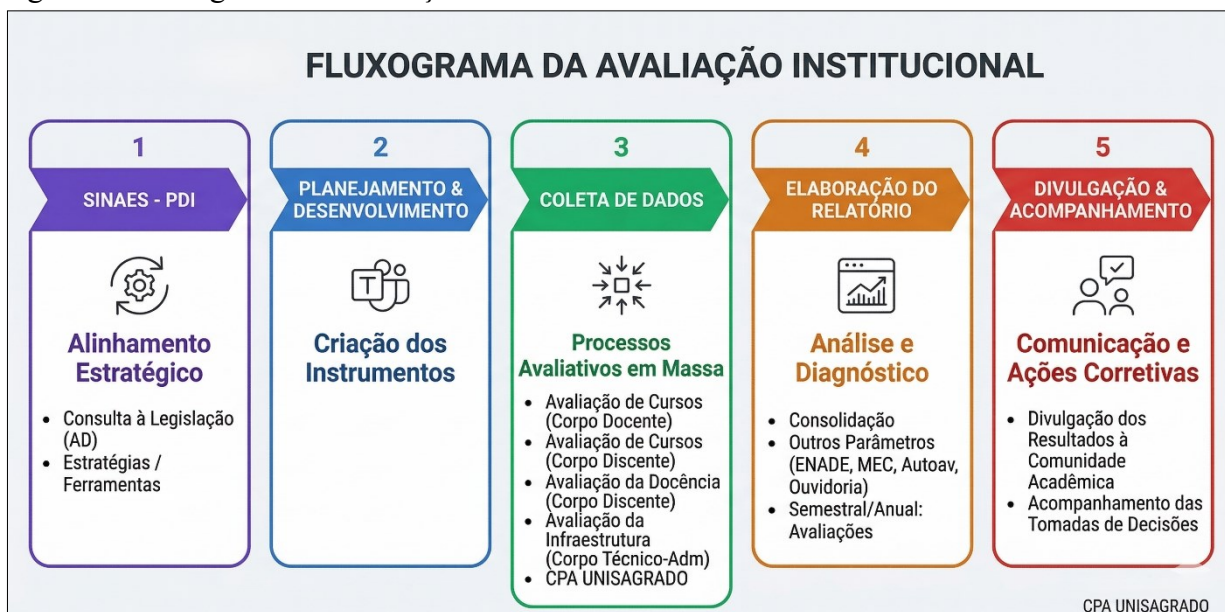 FLUXOGRAMA DA AVALIAÇÃO INSTITUCIONAL
1
SINAES - PDI
Alinhamento
Estratégico
• Consulta à Legislação
(AD)
• Estratégias /
Ferramentas
2
PLANEJAMENTO &
DESENVOLVIMENTO
T
Criação dos
Instrumentos
3
COLETA DE DADOS
Processos
Avaliativos em Massa
• Avaliação de Cursos
(Corpo Docente)
• Avaliação de Cursos
(Corpo Discente)
• Avaliação da Docência
(Corpo Discente)
• Avaliação da
Infraestrutura
(Corpo Técnico-Adm)
• CPA UNISAGRADO
4
ELABORAÇÃO DO
RELATÓRIO
Análise e
Diagnóstico
• Consolidação
• Outros Parâmetros
(ENADE, MEC, Autoav,
Ouvidoria)
• Semestral/Anual:
Avaliações
5
DIVULGAÇÃO &
ACOMPANHAMENTO
Comunicação e
Ações Corretivas
• Divulgação dos
Resultados à
Comunidade
Acadêmica
• Acompanhamento das
Tomadas de Decisões
CPA UNISAGRADO